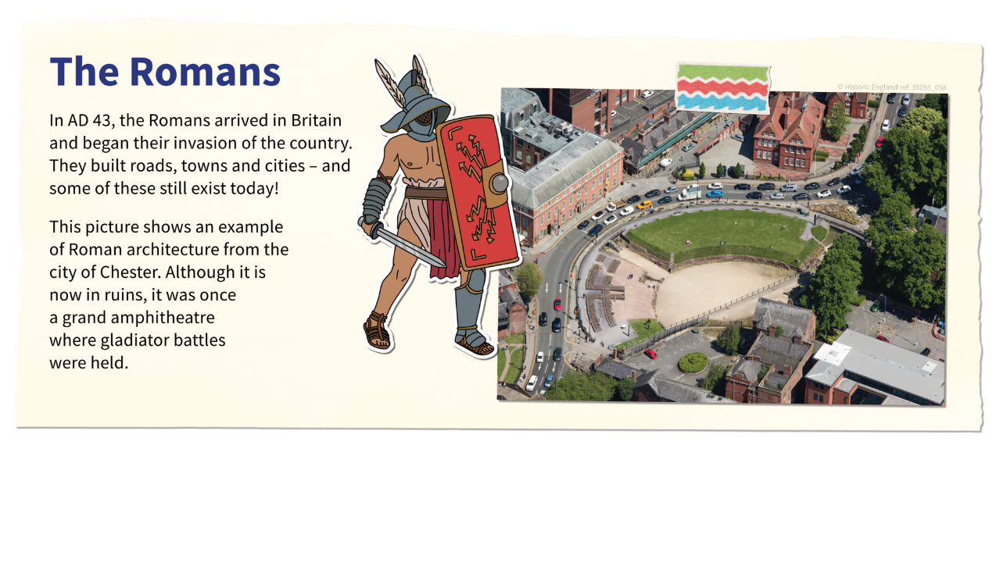 The Romans
In AD 43, the Romans arrived in Britain
and began their invasion of the country.
They built roads, towns and cities – and
some of these still exist today!
This picture shows an example
of Roman architecture from the
city of Chester. Although it is
now in ruins, it was once
a grand amphitheatre
where gladiator battles
were held.
© Historic England ref: 35055_058